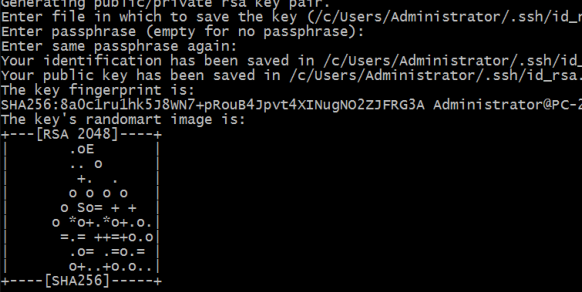 Generating public/private rsa key pair.
Enter file in which to save the key (/c/Users/Administrator/.ssh/id_r
Enter passphrase (empty for no passphrase):
Enter same passphrase again:
Your identification has been saved in /c/Users/Administrator/.ssh/id_
Your public key has been saved in /c/Users/Administrator/.ssh/id_rsa.
The key fingerprint is:
SHA256:8aOc1ru1hk5J8WN7+pRouB4Jpvt4XINugNO2ZJFRG3A Administrator@PC-2
The key's randomart image is:
+---[RSA 2048]----+
|       .oE       |
|       .. o      |
|        +.  .    |
|       o o o o   |
|      o So= + +  |
|     o *o+.*o+.o.|
|      =.= ++=+o.o|
|       .o= .=o.= |
|       o+..+o.o..|
+----[SHA256]-----+